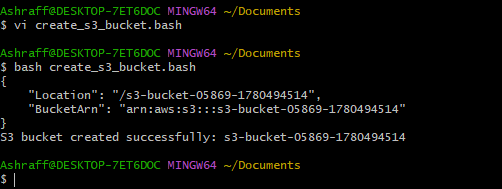 Ashraff@DESKTOP-7ET6DOC MINGW64 ~/Documents
$ vi create_s3_bucket.bash
Ashraff@DESKTOP-7ET6DOC MINGW64 ~/Documents
$ bash create_s3_bucket.bash
{
    "Location": "/s3-bucket-05869-1780494514",
    "BucketArn": "arn:aws:s3:::s3-bucket-05869-1780494514"
}
S3 bucket created successfully: s3-bucket-05869-1780494514
Ashraff@DESKTOP-7ET6DOC MINGW64 ~/Documents
$